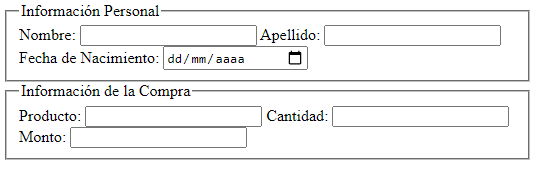 Información Personal
Nombre: Apellido:
Fecha de Nacimiento: dd/mm/aaaa
Información de la Compra
Producto: Cantidad:
Monto: